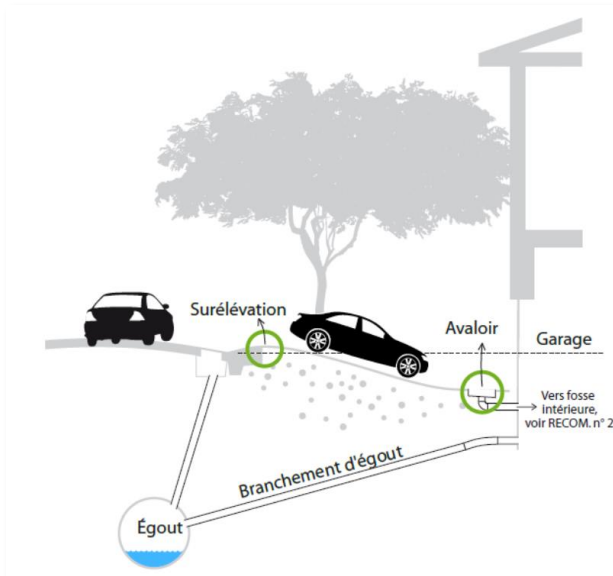 Surélévation
Avaloir
Garage
Vers fosse
intérieure,
voir RECOM. n° 2
Branchement d'égout
Égout